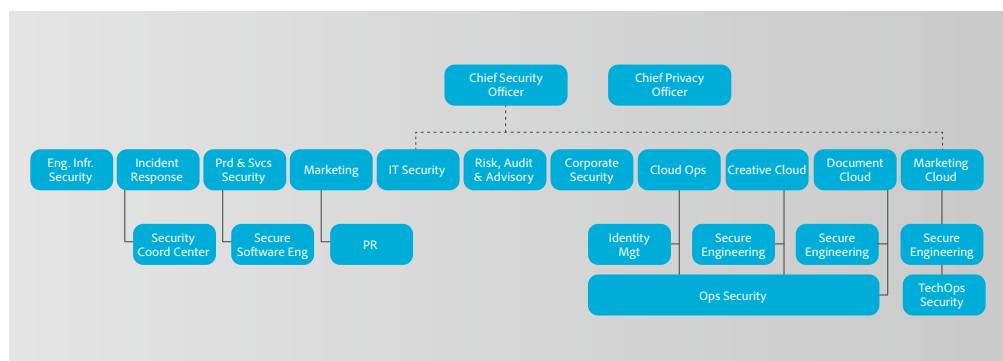 Chief Security
Officer
Chief Privacy
Officer
Eng. Infr.
Security
Incident
Response
Prd & Svcs
Security
Marketing
IT Security
Risk, Audit
& Advisory
Corporate
Security
Cloud Ops
Creative Cloud
Document
Cloud
Marketing
Cloud
Security
Coord Center
Secure
Software Eng
PR
Identity
Mgt
Secure
Engineering
Secure
Engineering
Secure
Engineering
Ops Security
TechOps
Security